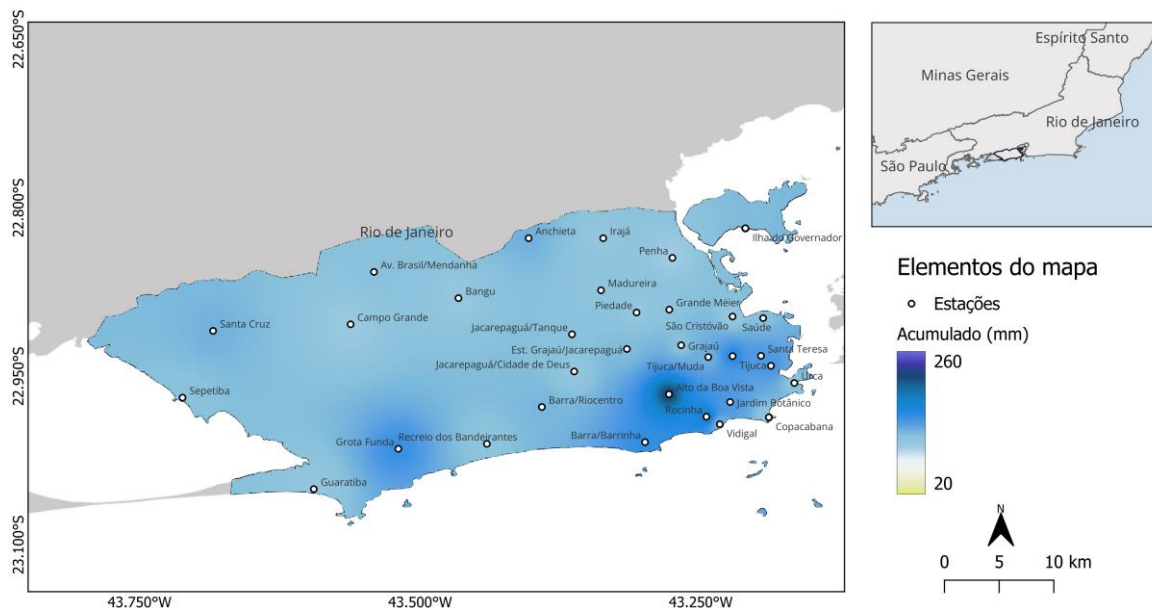 22.650°S
22.800°S
22.950°S
23.100°S
43.750°W
43.500°W
43.250°W
Rio de Janeiro
Anchieta
Irajá
Ilha do Governador
Penha
Av. Brasil/Mendanha
Bangu
Madureira
Piedade
Grande Méier
Santa Cruz
Campo Grande
São Cristóvão
Saúde
Jacarepaguá/Tanque
Est. Grajaú/Jacarepaguá
Grajaú
Santa Teresa
Jacarepaguá/Cidade de Deus
Tijuca/Muda
Tijuca
Urca
Sepetiba
Alto da Boa Vista
Barra/Riocentro
Jardim Botânico
Rocinha
Copacabana
Vidigal
Grota Funda
Recreio dos Bandeirantes
Barra/Barrinha
Guaratiba
Espírito Santo
Minas Gerais
Rio de Janeiro
São Paulo
Elementos do mapa
Estações
Acumulado (mm)
260
20
N
0 5 10 km